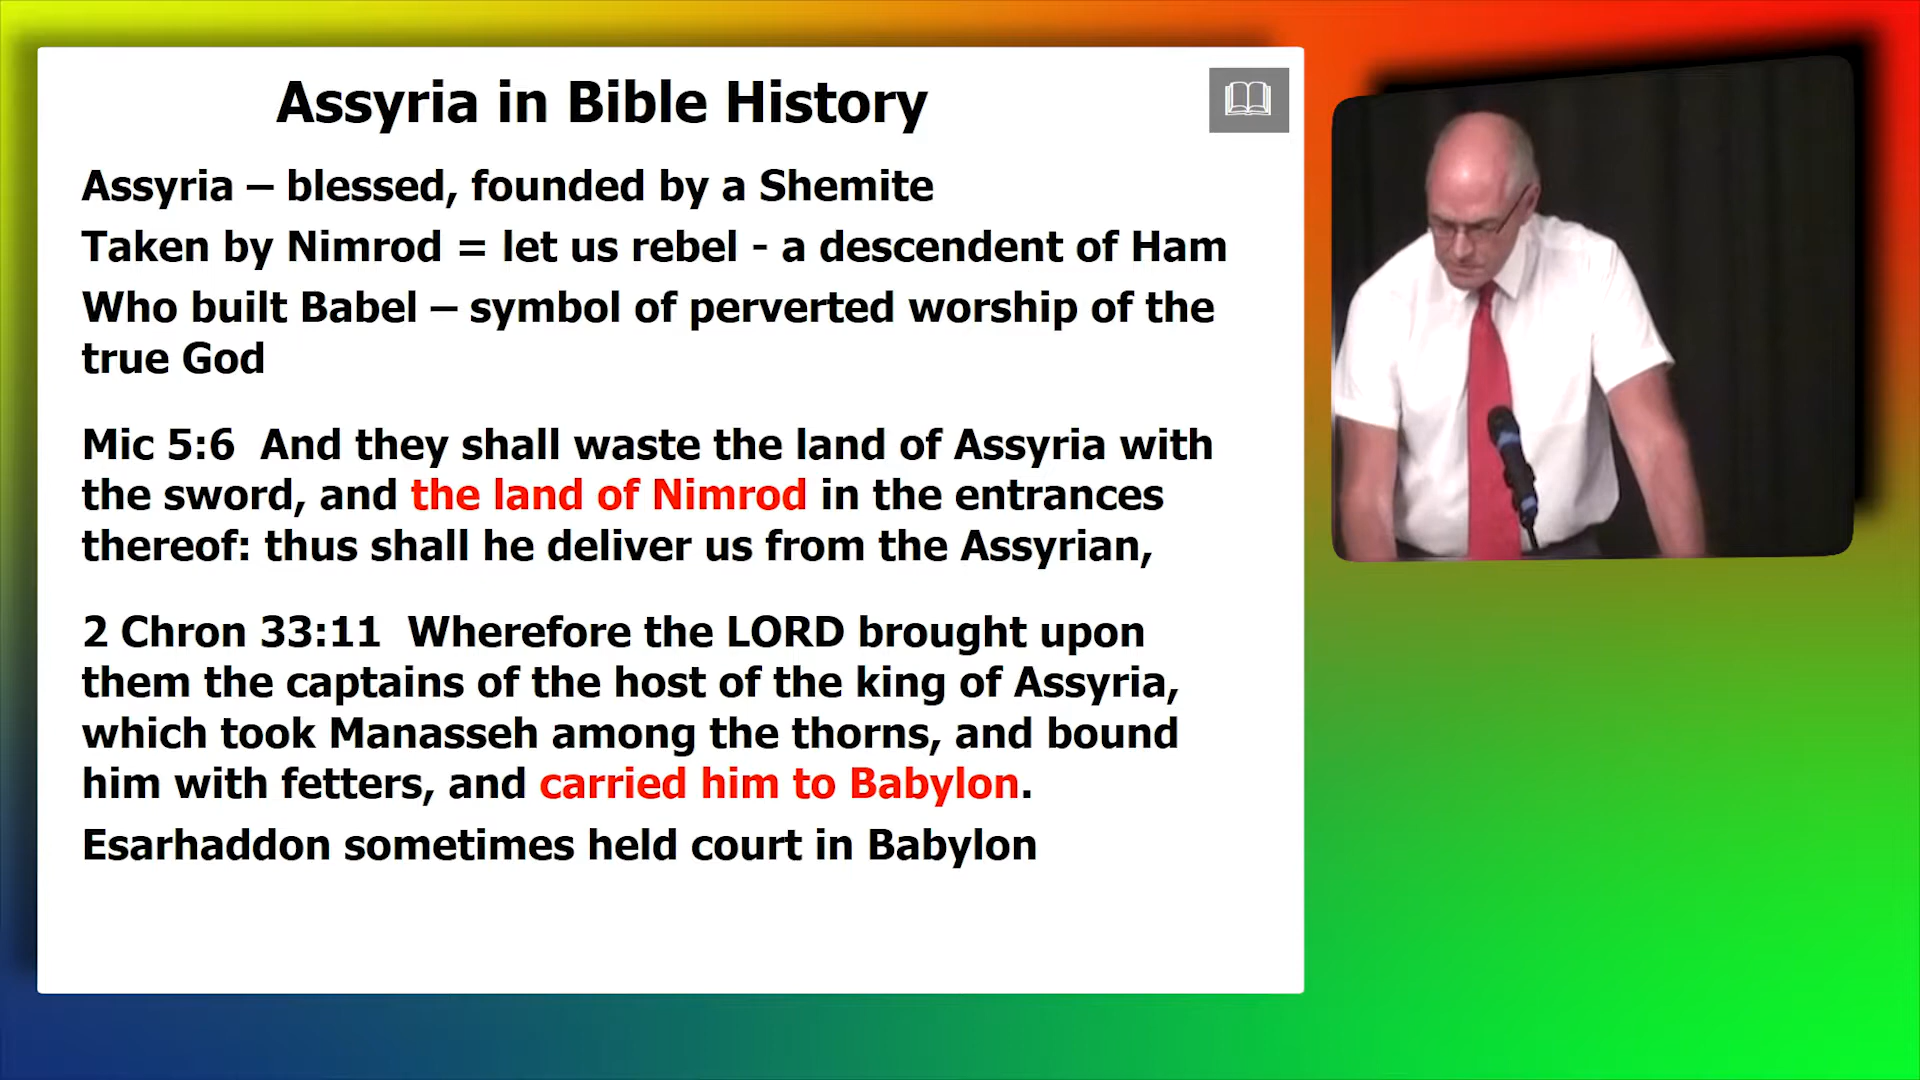 Assyria in Bible History
Assyria – blessed, founded by a Shemite
Taken by Nimrod = let us rebel - a descendent of Ham
Who built Babel – symbol of perverted worship of the
true God
Mic 5:6  And they shall waste the land of Assyria with
the sword, and the land of Nimrod in the entrances
thereof: thus shall he deliver us from the Assyrian,
2 Chron 33:11  Wherefore the LORD brought upon
them the captains of the host of the king of Assyria,
which took Manasseh among the thorns, and bound
him with fetters, and carried him to Babylon.
Esarhaddon sometimes held court in Babylon